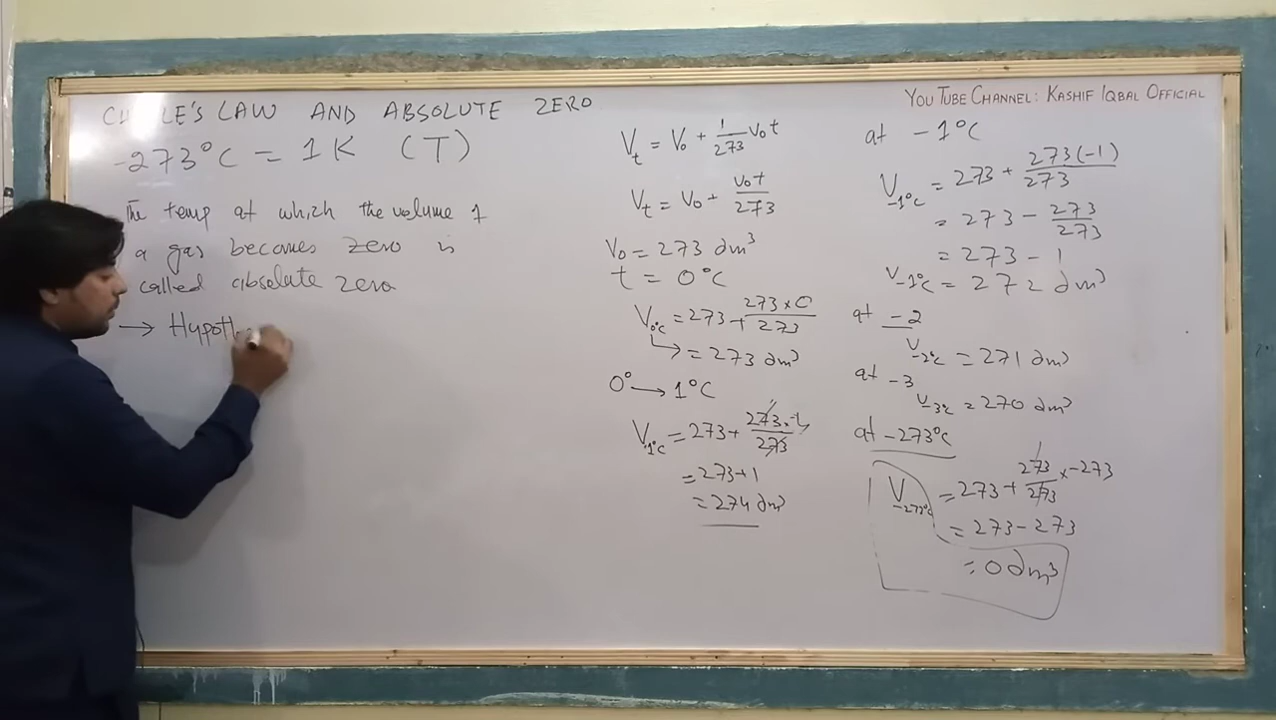 CHARLE'S LAW AND ABSOLUTE ZERO
YOU TUBE CHANNEL: KASHIF IQBAL OFFICIAL
-273°C = 1K (T)
The temp at which the volume of
a gas becomes zero is
called absolute zero
→ Hypoth
Vt = V0 + 1/273 V0t
Vt = V0 + V0t/273
V0 = 273 dm³
t = 0°C
V0°C = 273 + 273×0/273
↳ = 273 dm³
0° → 1°C
V1°C = 273 + 273×1/273
= 273+1
= 274 dm³
at -1°C
V-1°C = 273 + 273(-1)/273
= 273 - 273/273
= 273 - 1
V-1°C = 272 dm³
at -2
V-2°C = 271 dm³
at -3
V-3°C = 270 dm³
at -273°C
V-273°C = 273 + 273/273 × -273
= 273 - 273
= 0 dm³